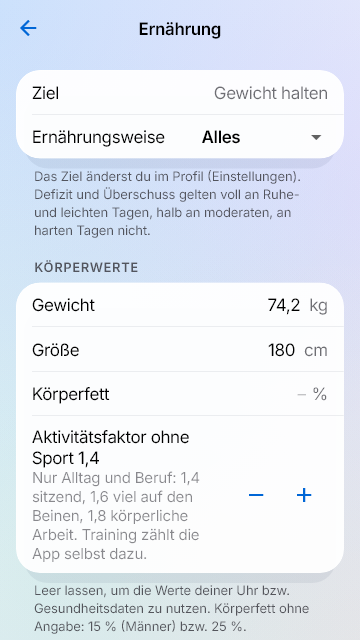 Ernährung
Ziel Gewicht halten
Ernährungsweise Alles
Das Ziel änderst du im Profil (Einstellungen).
Defizit und Überschuss gelten voll an Ruhe-
und leichten Tagen, halb an moderaten, an
harten Tagen nicht.
KÖRPERWERTE
Gewicht 74,2 kg
Größe 180 cm
Körperfett – %
Aktivitätsfaktor ohne
Sport 1,4
Nur Alltag und Beruf: 1,4
sitzend, 1,6 viel auf den
Beinen, 1,8 körperliche
Arbeit. Training zählt die
App selbst dazu.
Leer lassen, um die Werte deiner Uhr bzw.
Gesundheitsdaten zu nutzen. Körperfett ohne
Angabe: 15 % (Männer) bzw. 25 %.